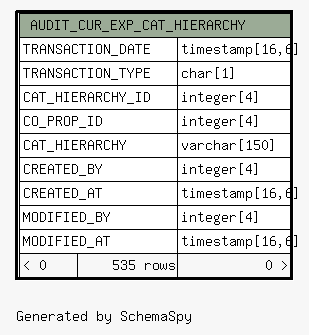 AUDIT_CUR_EXP_CAT_HIERARCHY
TRANSACTION_DATE timestamp[16,6]
TRANSACTION_TYPE char[1]
CAT_HIERARCHY_ID integer[4]
CO_PROP_ID integer[4]
CAT_HIERARCHY varchar[150]
CREATED_BY integer[4]
CREATED_AT timestamp[16,6]
MODIFIED_BY integer[4]
MODIFIED_AT timestamp[16,6]
< 0 535 rows 0 >
Generated by SchemaSpy